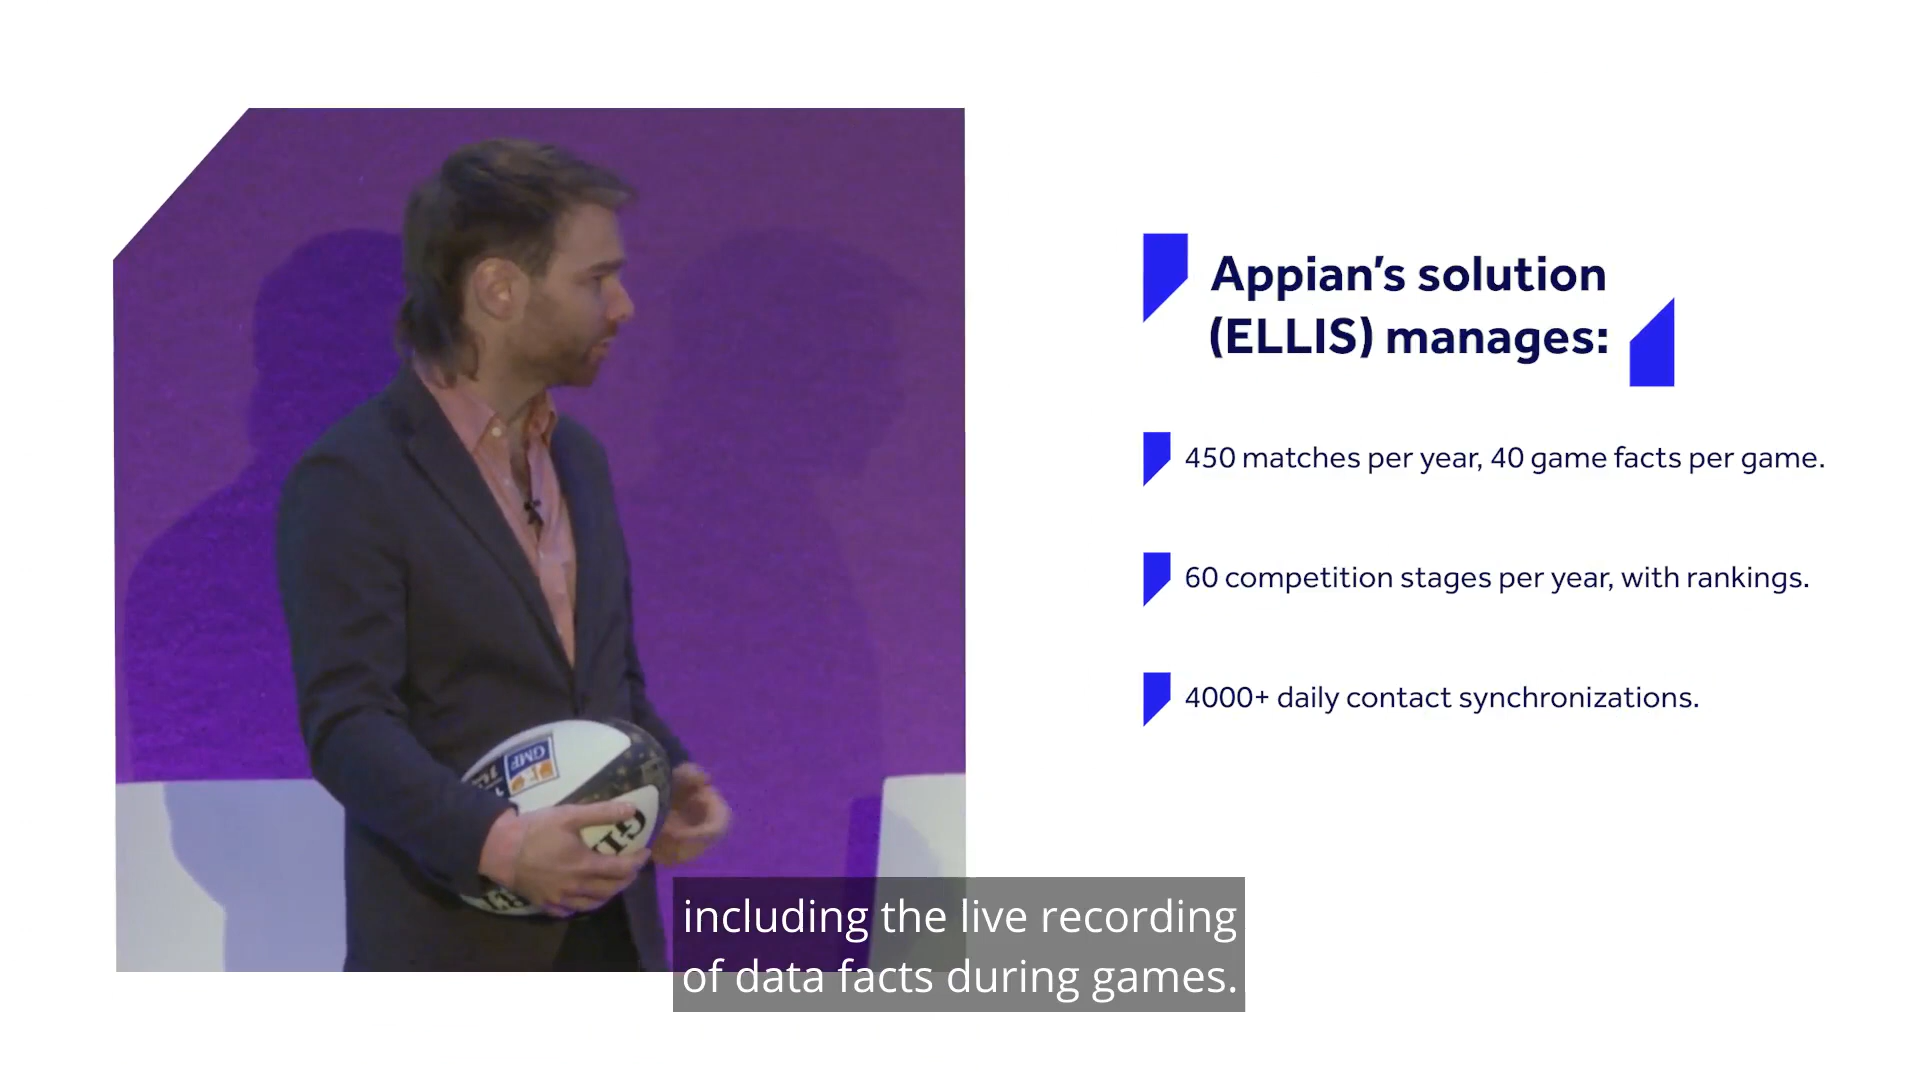 Appian's solution
(ELLIS) manages:
450 matches per year, 40 game facts per game.
60 competition stages per year, with rankings.
4000+ daily contact synchronizations.
GMF
including the live recording
of data facts during games.